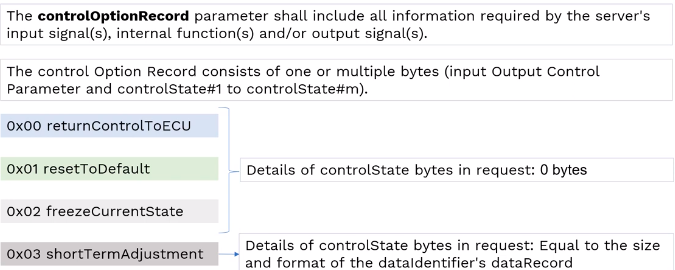 The controlOptionRecord parameter shall include all information required by the server's
input signal(s), internal function(s) and/or output signal(s).
The control Option Record consists of one or multiple bytes (input Output Control
Parameter and controlState#1 to controlState#m).
0x00 returnControlToECU
0x01 resetToDefault
Details of controlState bytes in request: 0 bytes
0x02 freezeCurrentState
0x03 shortTermAdjustment
Details of controlState bytes in request: Equal to the size
and format of the dataIdentifier's dataRecord